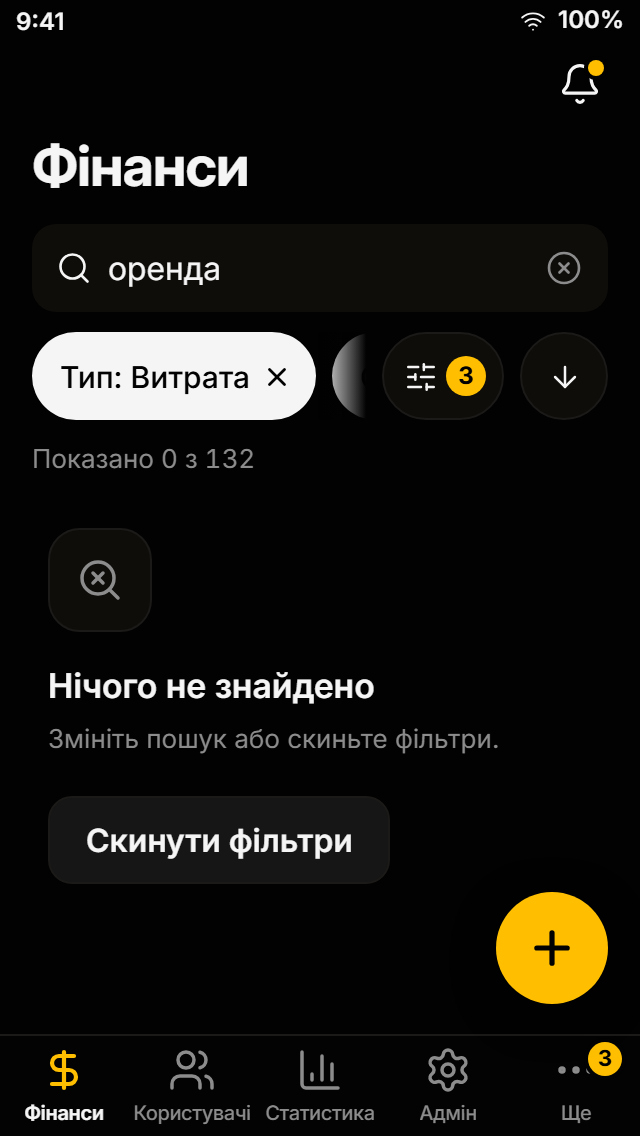 9:41
100%
Фінанси
оренда
Тип: Витрата
3
Показано 0 з 132
Нічого не знайдено
Змініть пошук або скиньте фільтри.
Скинути фільтри
3
Фінанси
Користувачі
Статистика
Адмін
Ще